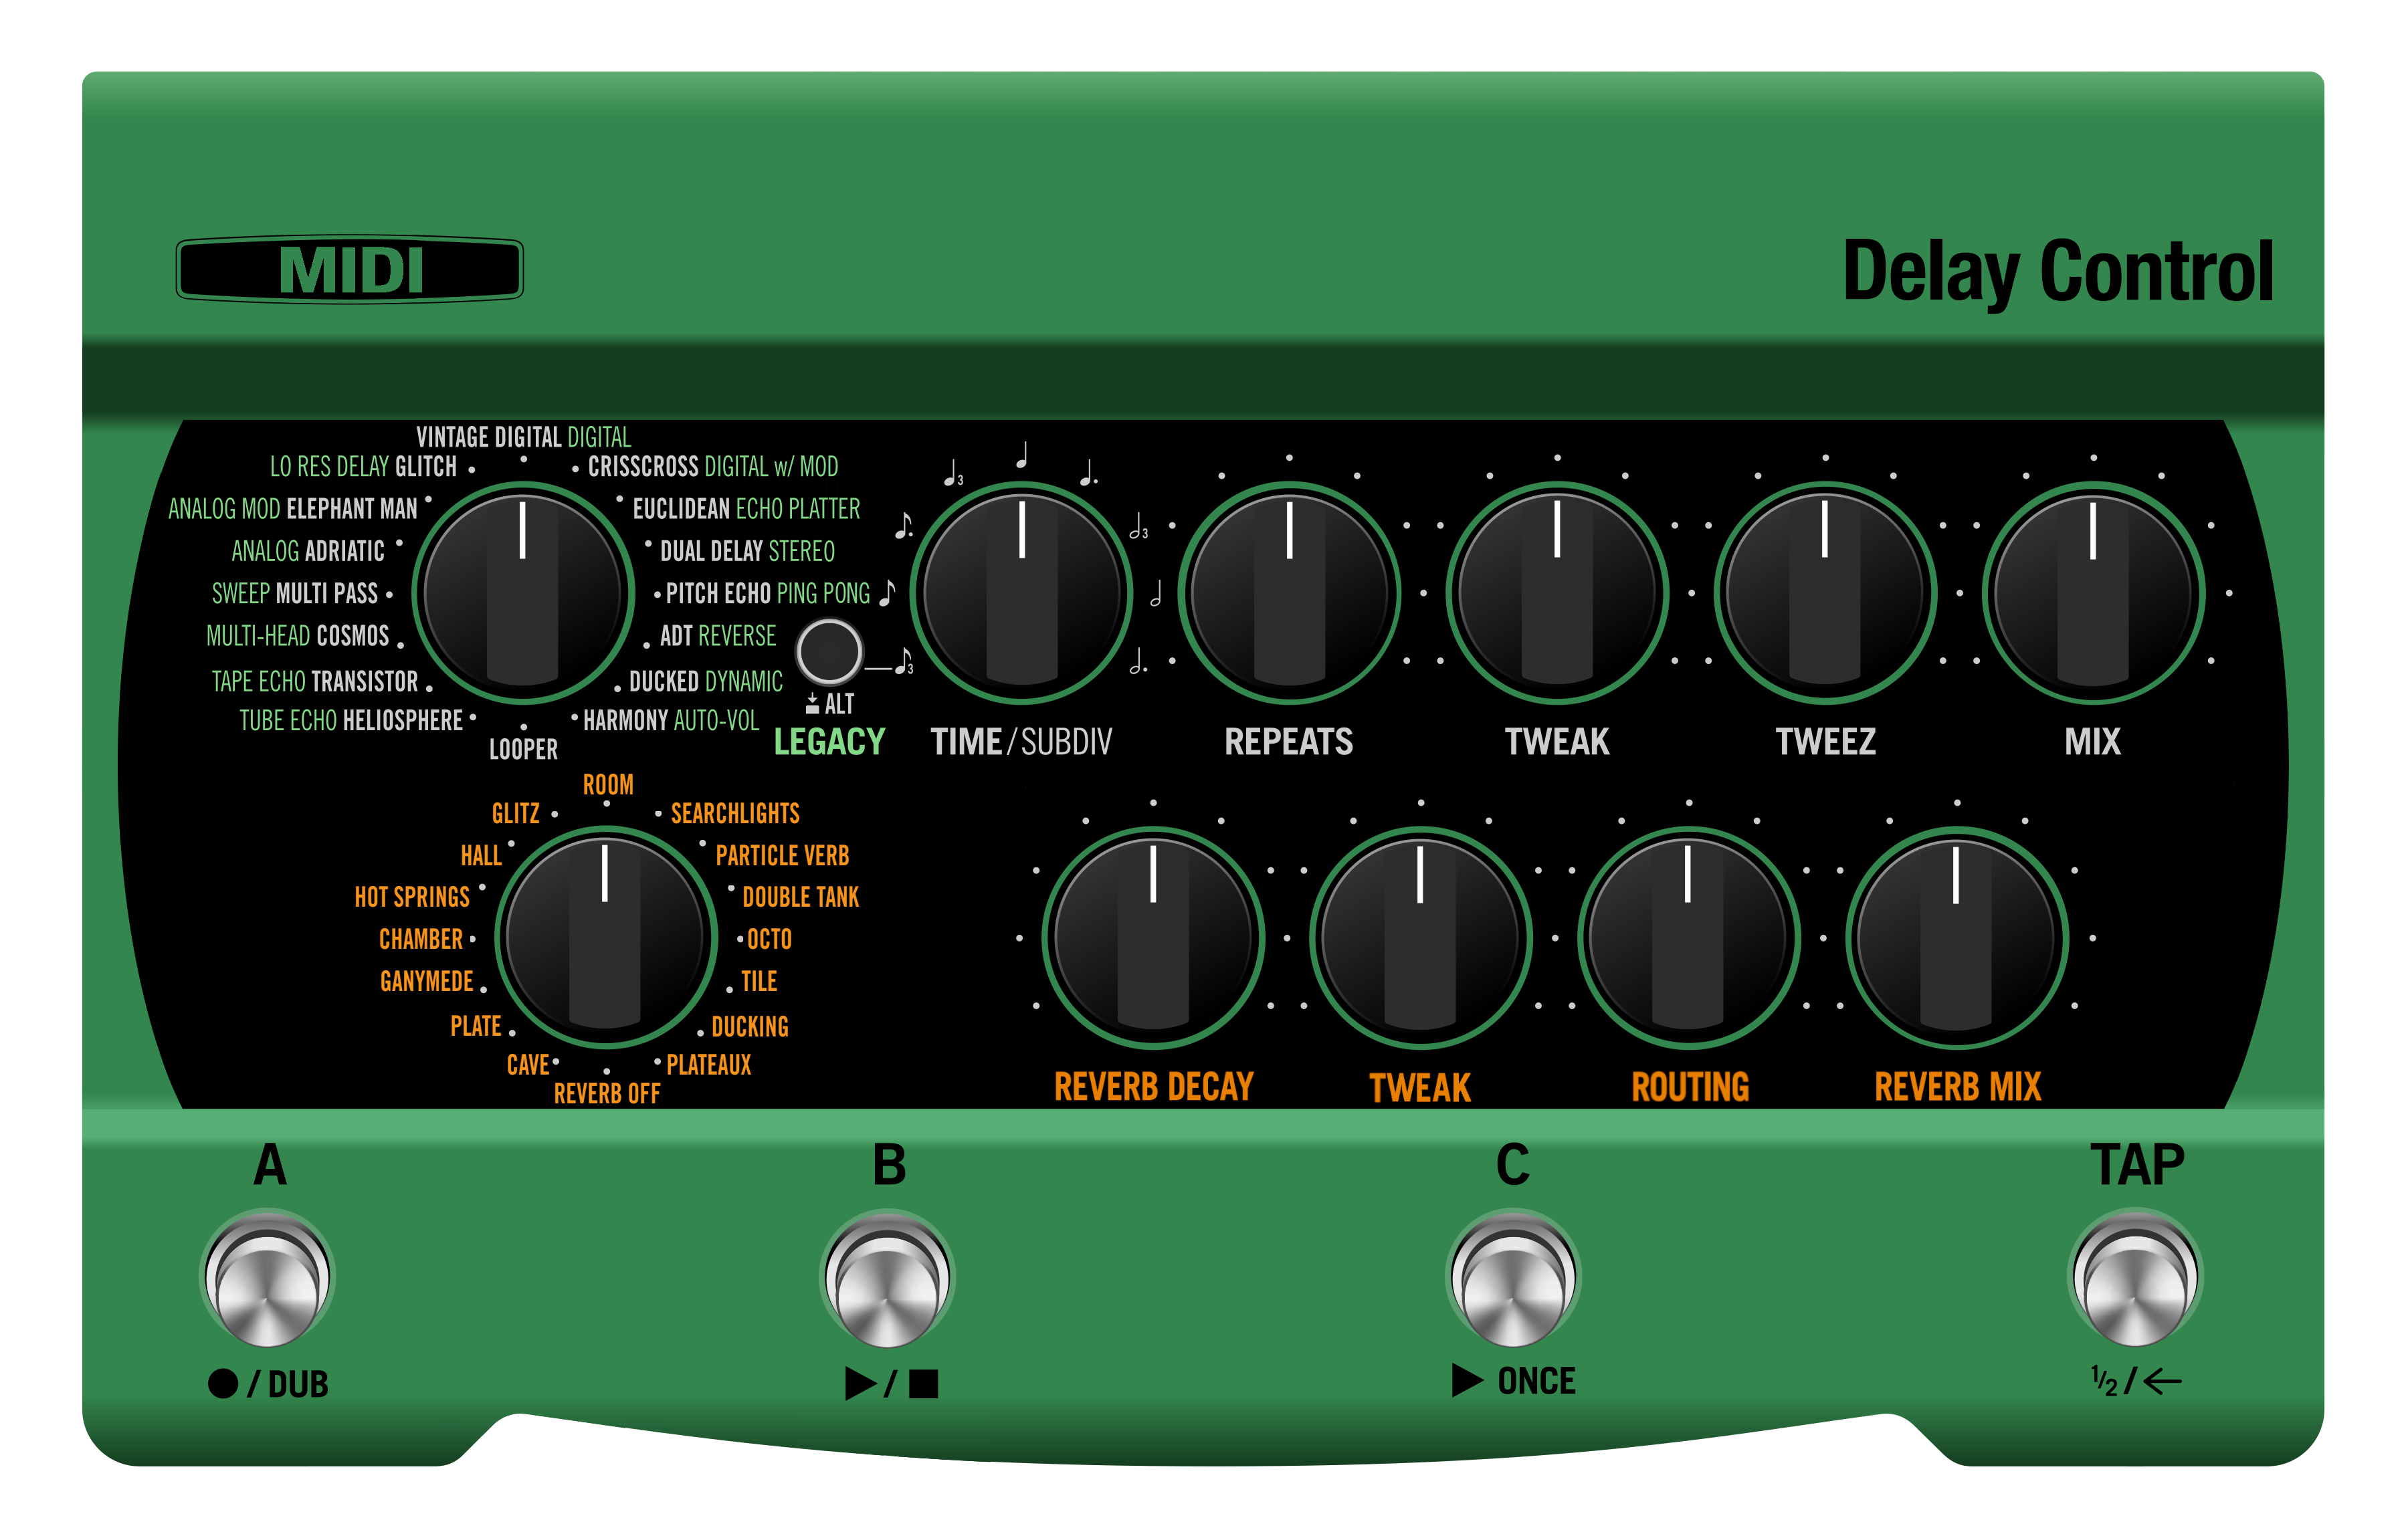 MIDI
Delay Control
VINTAGE DIGITAL DIGITAL
LO RES DELAY GLITCH
CRISSCROSS DIGITAL w/ MOD
ANALOG MOD ELEPHANT MAN
EUCLIDEAN ECHO PLATTER
ANALOG ADRIATIC
DUAL DELAY STEREO
SWEEP MULTI PASS
PITCH ECHO PING PONG
MULTI-HEAD COSMOS
ADT REVERSE
TAPE ECHO TRANSISTOR
DUCKED DYNAMIC
TUBE ECHO HELIOSPHERE
HARMONY AUTO-VOL
LOOPER
3
3
3
ALT
LEGACY
TIME/SUBDIV
REPEATS
TWEAK
TWEEZ
MIX
ROOM
GLITZ
SEARCHLIGHTS
HALL
PARTICLE VERB
HOT SPRINGS
DOUBLE TANK
CHAMBER
OCTO
GANYMEDE
TILE
PLATE
DUCKING
CAVE
PLATEAUX
REVERB OFF
REVERB DECAY
TWEAK
ROUTING
REVERB MIX
A
B
C
TAP
●/DUB
▶/■
▶ ONCE
1/2/←